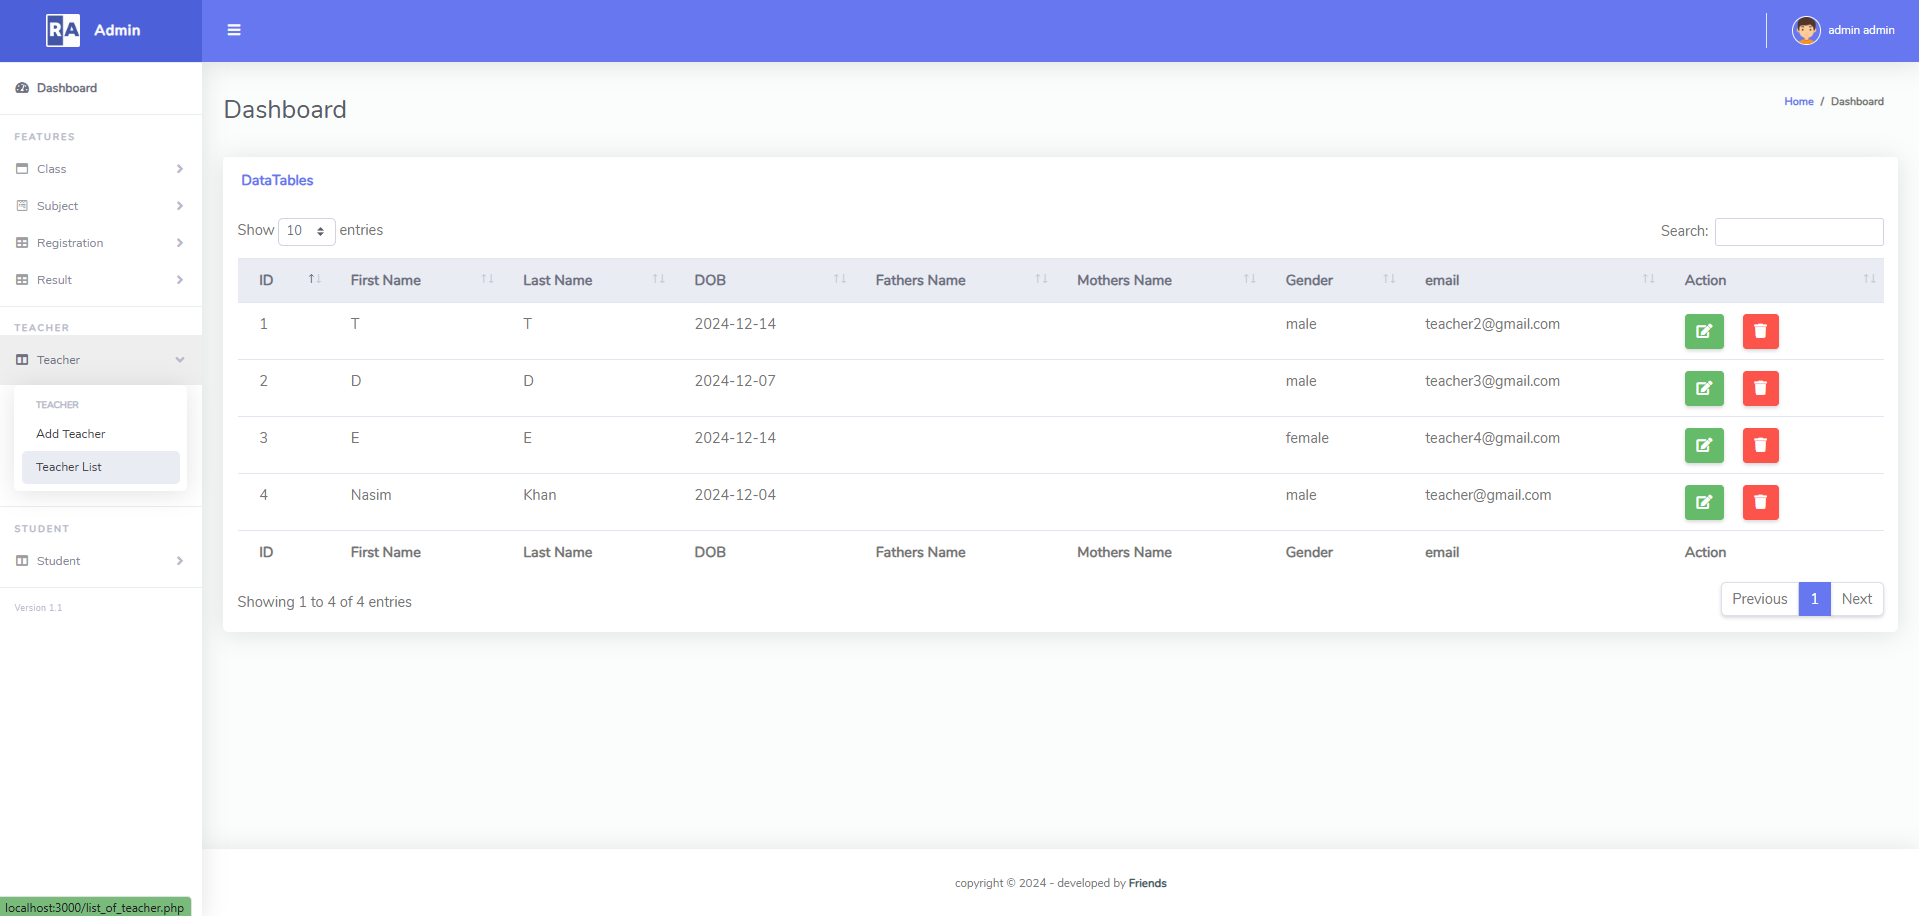 RA Admin
admin admin
Dashboard
FEATURES
Class
Subject
Registration
Result
TEACHER
Teacher
TEACHER
Add Teacher
Teacher List
STUDENT
Student
Version 1.1
Dashboard
Home / Dashboard
DataTables
Show 10 entries
Search:
ID First Name Last Name DOB Fathers Name Mothers Name Gender email Action
1 T T 2024-12-14 male teacher2@gmail.com
2 D D 2024-12-07 male teacher3@gmail.com
3 E E 2024-12-14 female teacher4@gmail.com
4 Nasim Khan 2024-12-04 male teacher@gmail.com
ID First Name Last Name DOB Fathers Name Mothers Name Gender email Action
Showing 1 to 4 of 4 entries
Previous 1 Next
copyright © 2024 - developed by Friends
localhost:3000/list_of_teacher.php